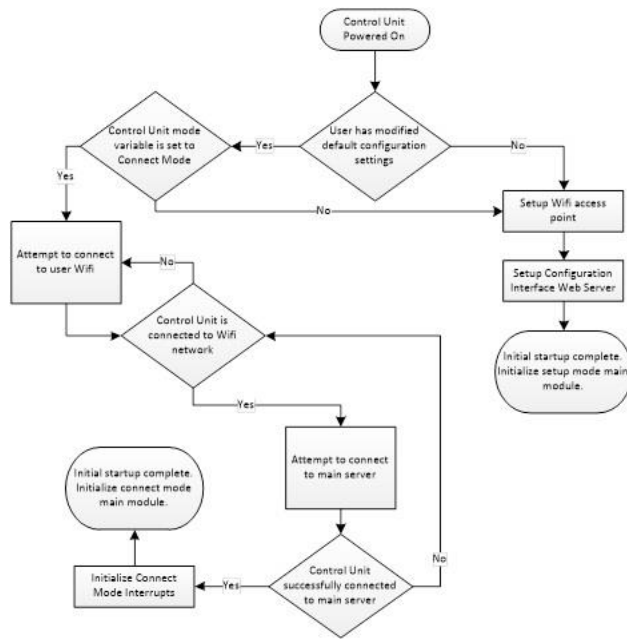 Control Unit
Powered On
User has modified
default configuration
settings
Yes
No
Control Unit mode
variable is set to
Connect Mode
Yes
No
Setup Wifi access
point
Setup Configuration
Interface Web Server
Initial startup complete.
Initialize setup mode main
module.
Attempt to connect
to user Wifi
No
Control Unit is
connected to Wifi
network
Yes
Attempt to connect
to main server
Control Unit
successfully connected
to main server
No
Yes
Initialize Connect
Mode Interrupts
Initial startup complete.
Initialize connect mode
main module.